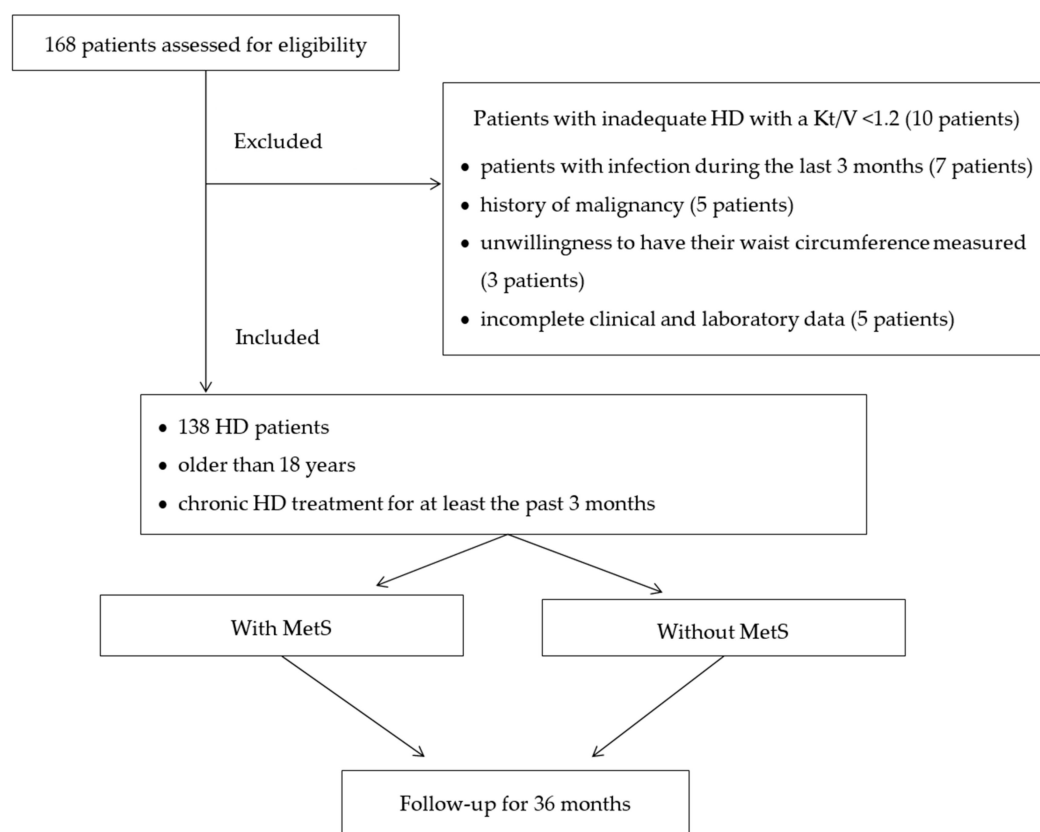 168 patients assessed for eligibility
Excluded
Patients with inadequate HD with a Kt/V <1.2 (10 patients)
• patients with infection during the last 3 months (7 patients)
• history of malignancy (5 patients)
• unwillingness to have their waist circumference measured
(3 patients)
• incomplete clinical and laboratory data (5 patients)
Included
• 138 HD patients
• older than 18 years
• chronic HD treatment for at least the past 3 months
With MetS
Without MetS
Follow-up for 36 months